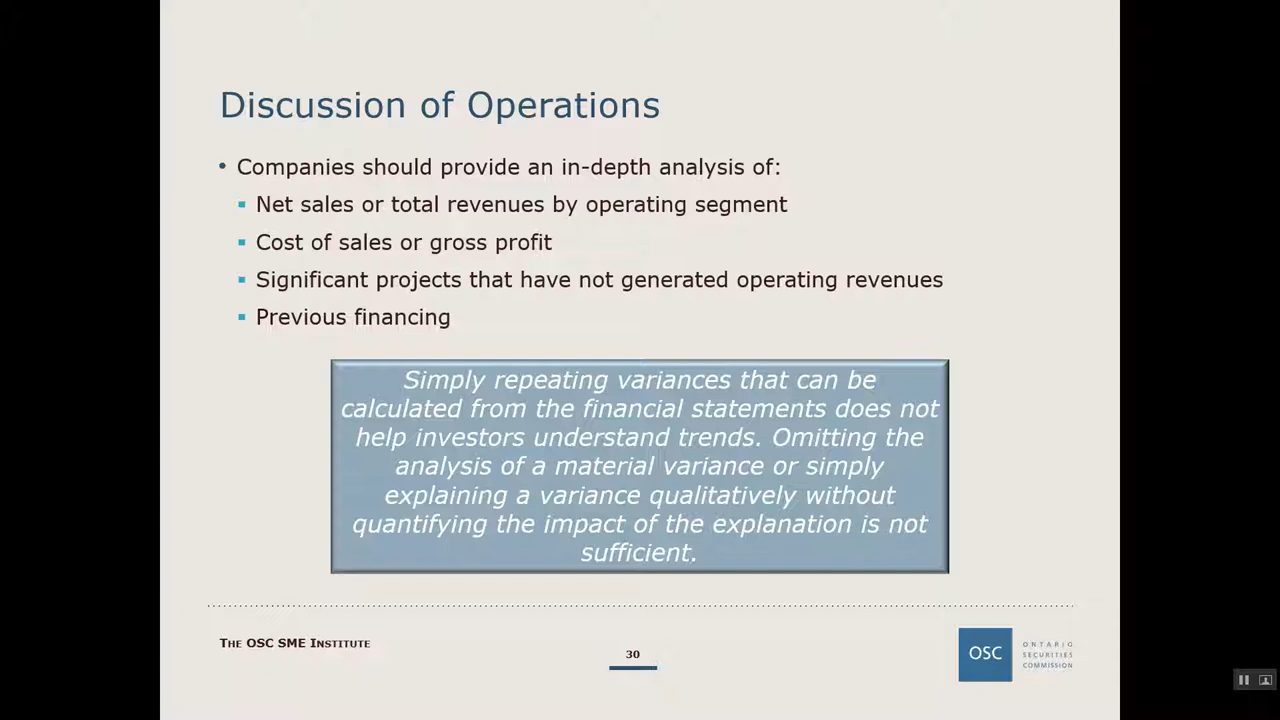 Discussion of Operations
• Companies should provide an in-depth analysis of:
▪ Net sales or total revenues by operating segment
▪ Cost of sales or gross profit
▪ Significant projects that have not generated operating revenues
▪ Previous financing
Simply repeating variances that can be
calculated from the financial statements does not
help investors understand trends. Omitting the
analysis of a material variance or simply
explaining a variance qualitatively without
quantifying the impact of the explanation is not
sufficient.
THE OSC SME INSTITUTE
30
OSC
ONTARIO
SECURITIES
COMMISSION